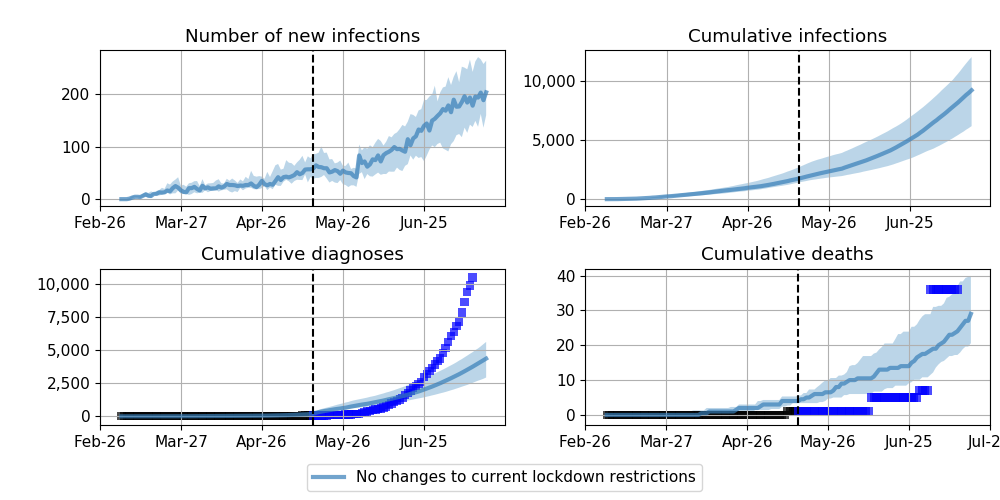 Number of new infections
Cumulative infections
200
100
0
Feb-26 Mar-27 Apr-26 May-26 Jun-25
10,000
5,000
0
Feb-26 Mar-27 Apr-26 May-26 Jun-25
Cumulative diagnoses
Cumulative deaths
10,000
7,500
5,000
2,500
0
Feb-26 Mar-27 Apr-26 May-26 Jun-25
40
30
20
10
0
Feb-26 Mar-27 Apr-26 May-26 Jun-25 Jul-2
No changes to current lockdown restrictions